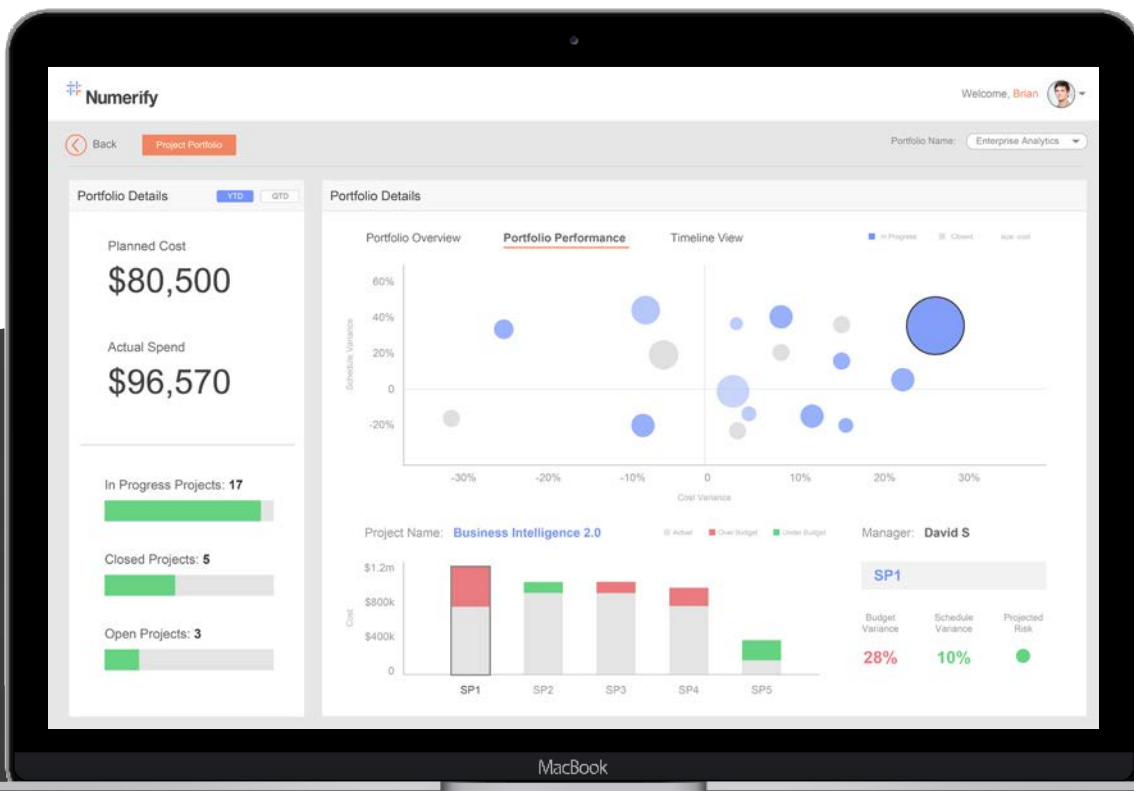 Numerify
Welcome, Brian
Back
Project Portfolio
Portfolio Name:
Enterprise Analytics
Portfolio Details
YTD
QTD
Planned Cost
$80,500
Actual Spend
$96,570
In Progress Projects: 17
Closed Projects: 5
Open Projects: 3
Portfolio Details
Portfolio Overview
Portfolio Performance
Timeline View
In Progress
Closed
size: cost
Schedule Variance
60%
40%
20%
0
-20%
-30%
-20%
-10%
0
10%
20%
30%
Cost Variance
Project Name: Business Intelligence 2.0
Actual
Over Budget
Under Budget
Cost
$1.2m
$800k
$400k
0
SP1
SP2
SP3
SP4
SP5
Manager: David S
SP1
Budget
Variance
28%
Schedule
Variance
10%
Projected
Risk
MacBook